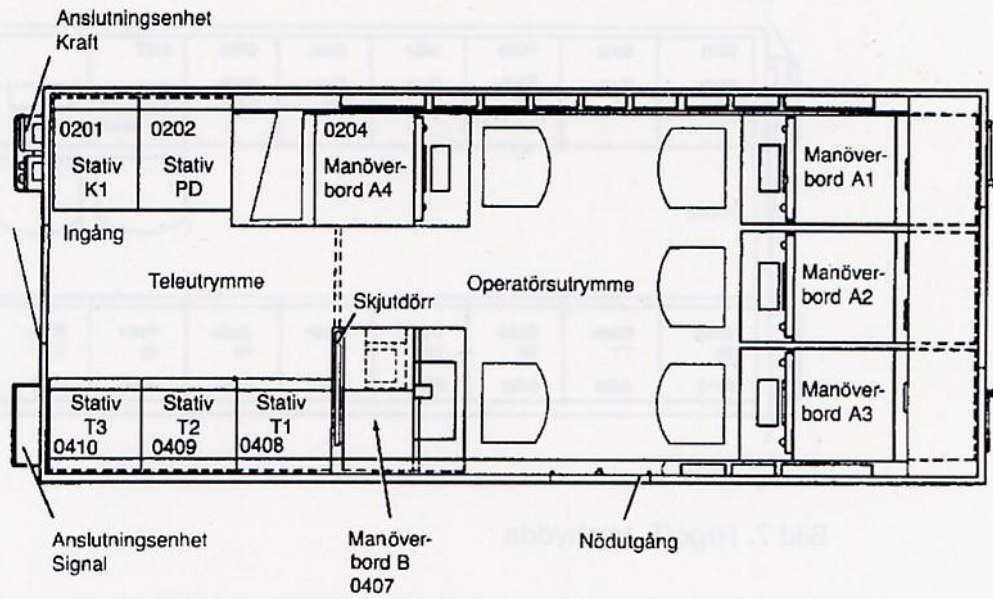 Anslutningsenhet
Kraft
0201
Stativ
K1
0202
Stativ
PD
0204
Manöver-
bord A4
Manöver-
bord A1
Ingång
Teleutrymme
Skjutdörr
Operatörsutrymme
Manöver-
bord A2
Stativ
T3
0410
Stativ
T2
0409
Stativ
T1
0408
Manöver-
bord A3
Anslutningsenhet
Signal
Manöver-
bord B
0407
Nödutgång